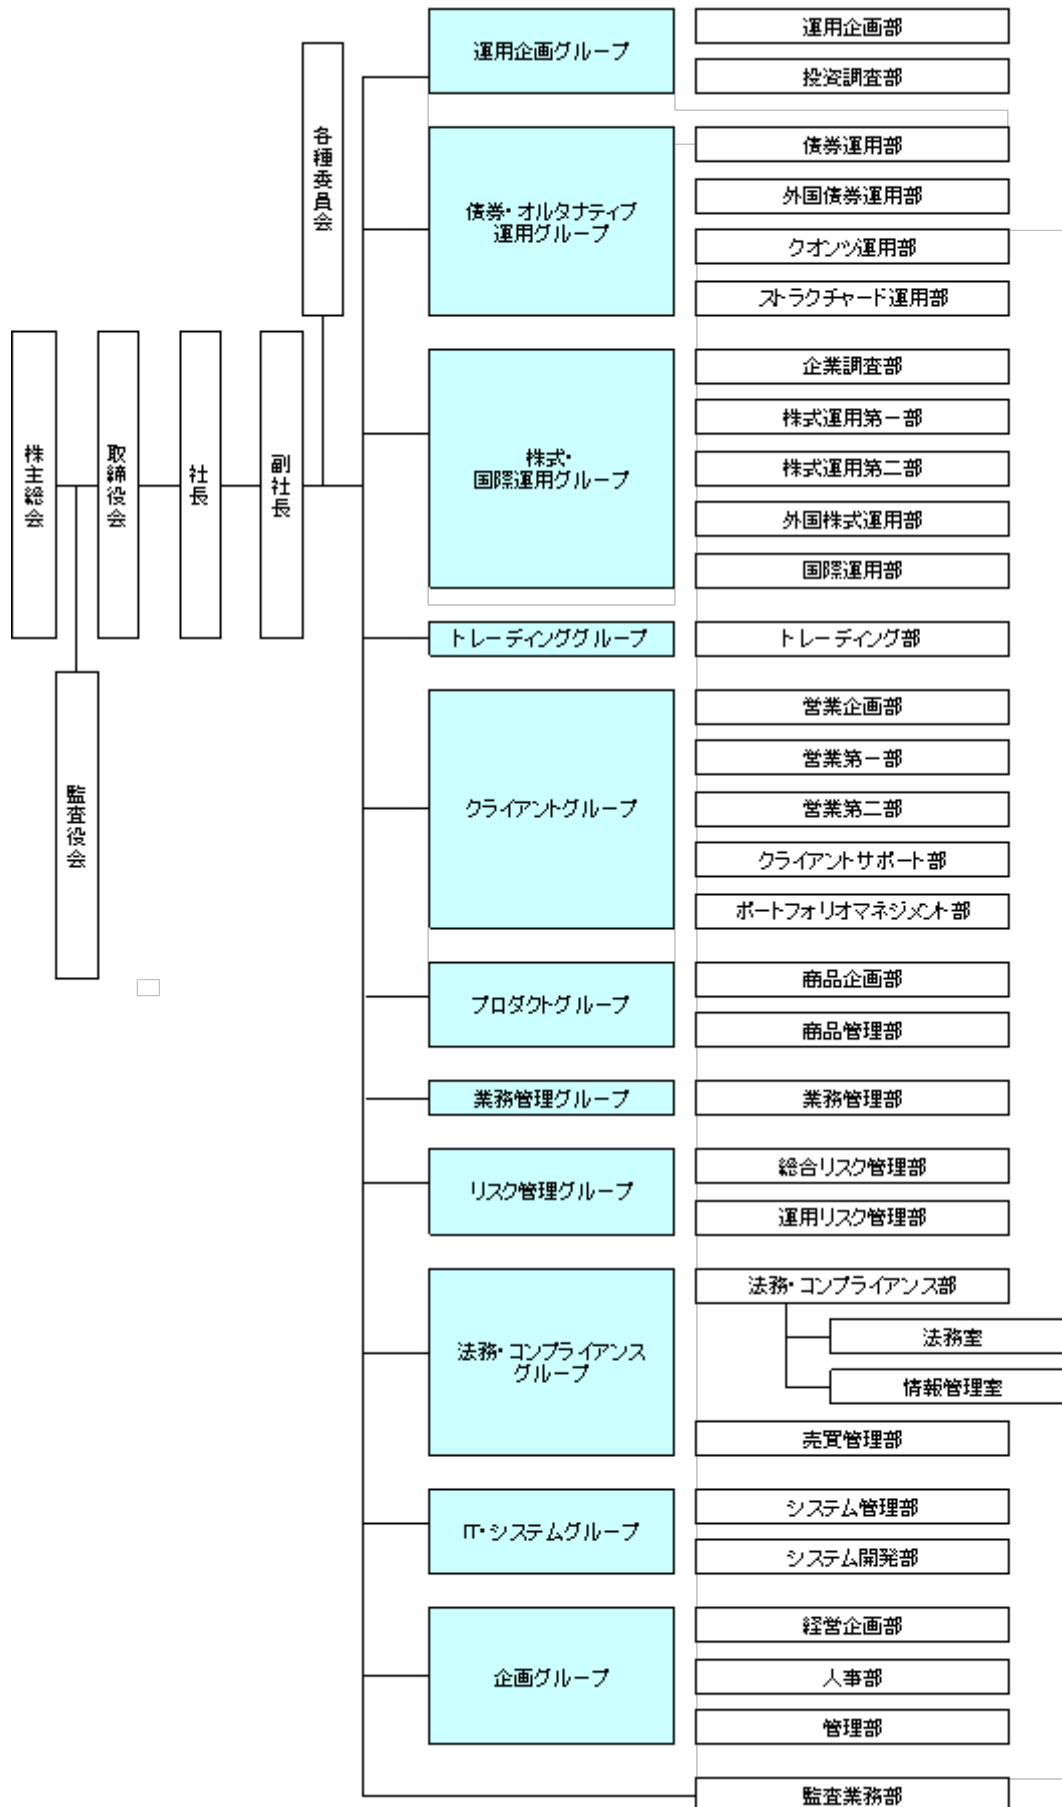 株主総会
監査役会
取締役会
社長
副社長
各種委員会
運用企画グループ
運用企画部
投資調査部
債券・オルタナティブ
運用グループ
債券運用部
外国債券運用部
クオンツ運用部
ストラクチャード運用部
株式・
国際運用グループ
企業調査部
株式運用第一部
株式運用第二部
外国株式運用部
国際運用部
トレーディンググループ
トレーディング部
クライアントグループ
営業企画部
営業第一部
営業第二部
クライアントサポート部
ポートフォリオマネジメント部
プロダクトグループ
商品企画部
商品管理部
業務管理グループ
業務管理部
リスク管理グループ
総合リスク管理部
運用リスク管理部
法務・コンプライアンス
グループ
法務・コンプライアンス部
法務室
情報管理室
売買管理部
IT・システムグループ
システム管理部
システム開発部
企画グループ
経営企画部
人事部
管理部
監査業務部